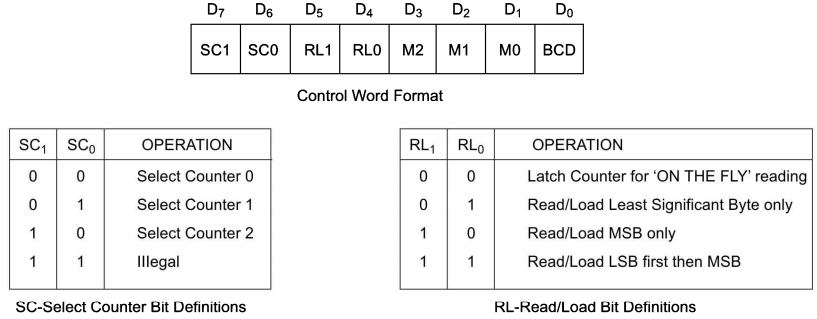 D7 D6 D5 D4 D3 D2 D1 D0
SC1 SC0 RL1 RL0 M2 M1 M0 BCD
Control Word Format
SC1 SC0 OPERATION
0 0 Select Counter 0
0 1 Select Counter 1
1 0 Select Counter 2
1 1 Illegal
SC-Select Counter Bit Definitions
RL1 RL0 OPERATION
0 0 Latch Counter for ‘ON THE FLY’ reading
0 1 Read/Load Least Significant Byte only
1 0 Read/Load MSB only
1 1 Read/Load LSB first then MSB
RL-Read/Load Bit Definitions